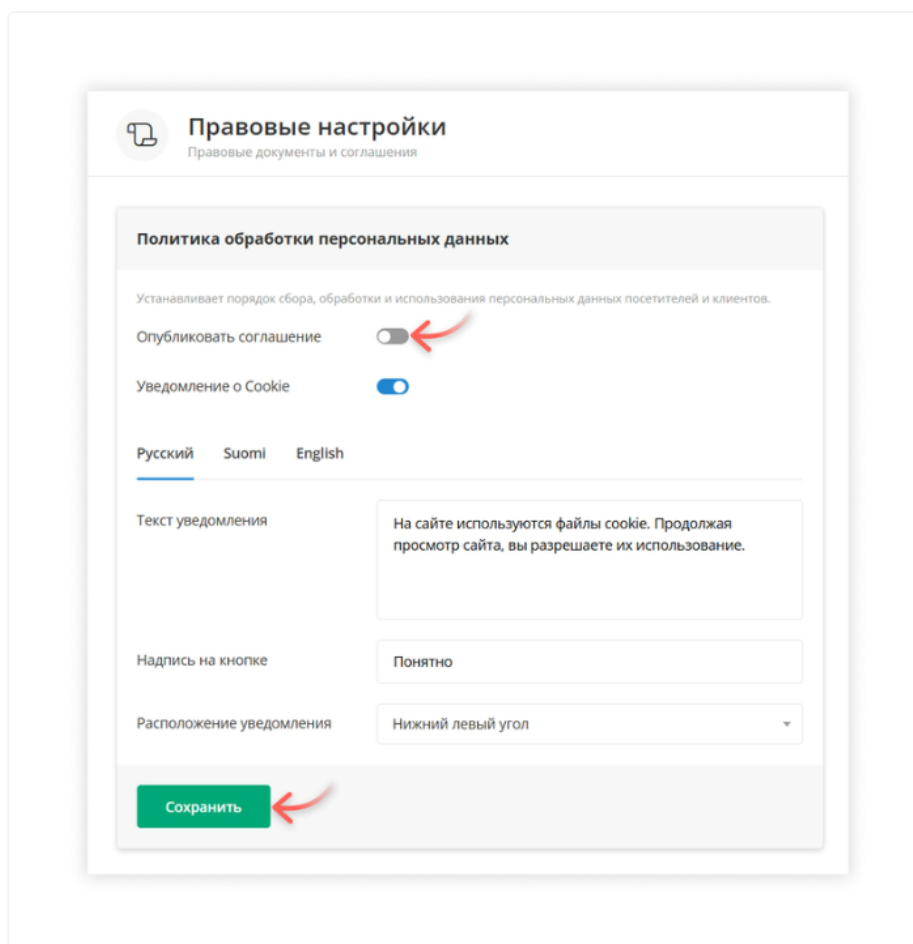 Правовые настройки
Правовые документы и соглашения
Политика обработки персональных данных
Устанавливает порядок сбора, обработки и использования персональных данных посетителей и клиентов.
Опубликовать соглашение
Уведомление о Cookie
Русский Suomi English
Текст уведомления
На сайте используются файлы cookie. Продолжая
просмотр сайта, вы разрешаете их использование.
Надпись на кнопке
Понятно
Расположение уведомления
Нижний левый угол
Сохранить